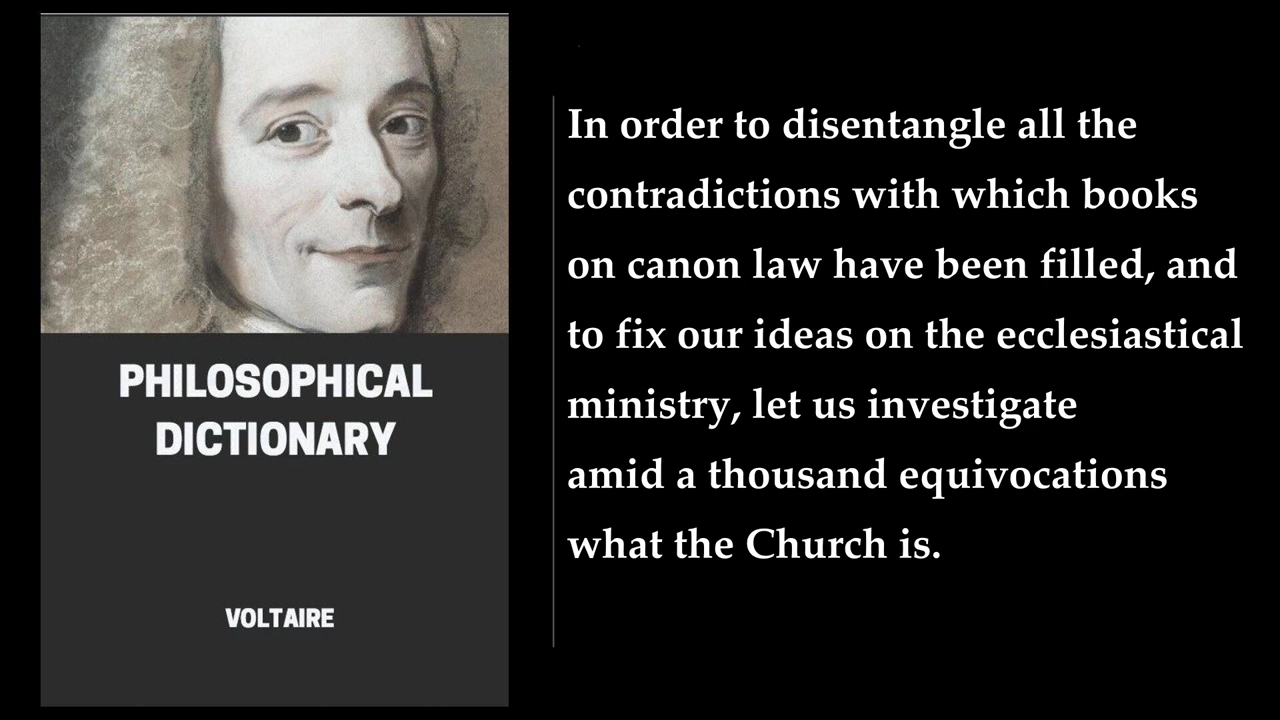 PHILOSOPHICAL
DICTIONARY
VOLTAIRE
In order to disentangle all the
contradictions with which books
on canon law have been filled, and
to fix our ideas on the ecclesiastical
ministry, let us investigate
amid a thousand equivocations
what the Church is.